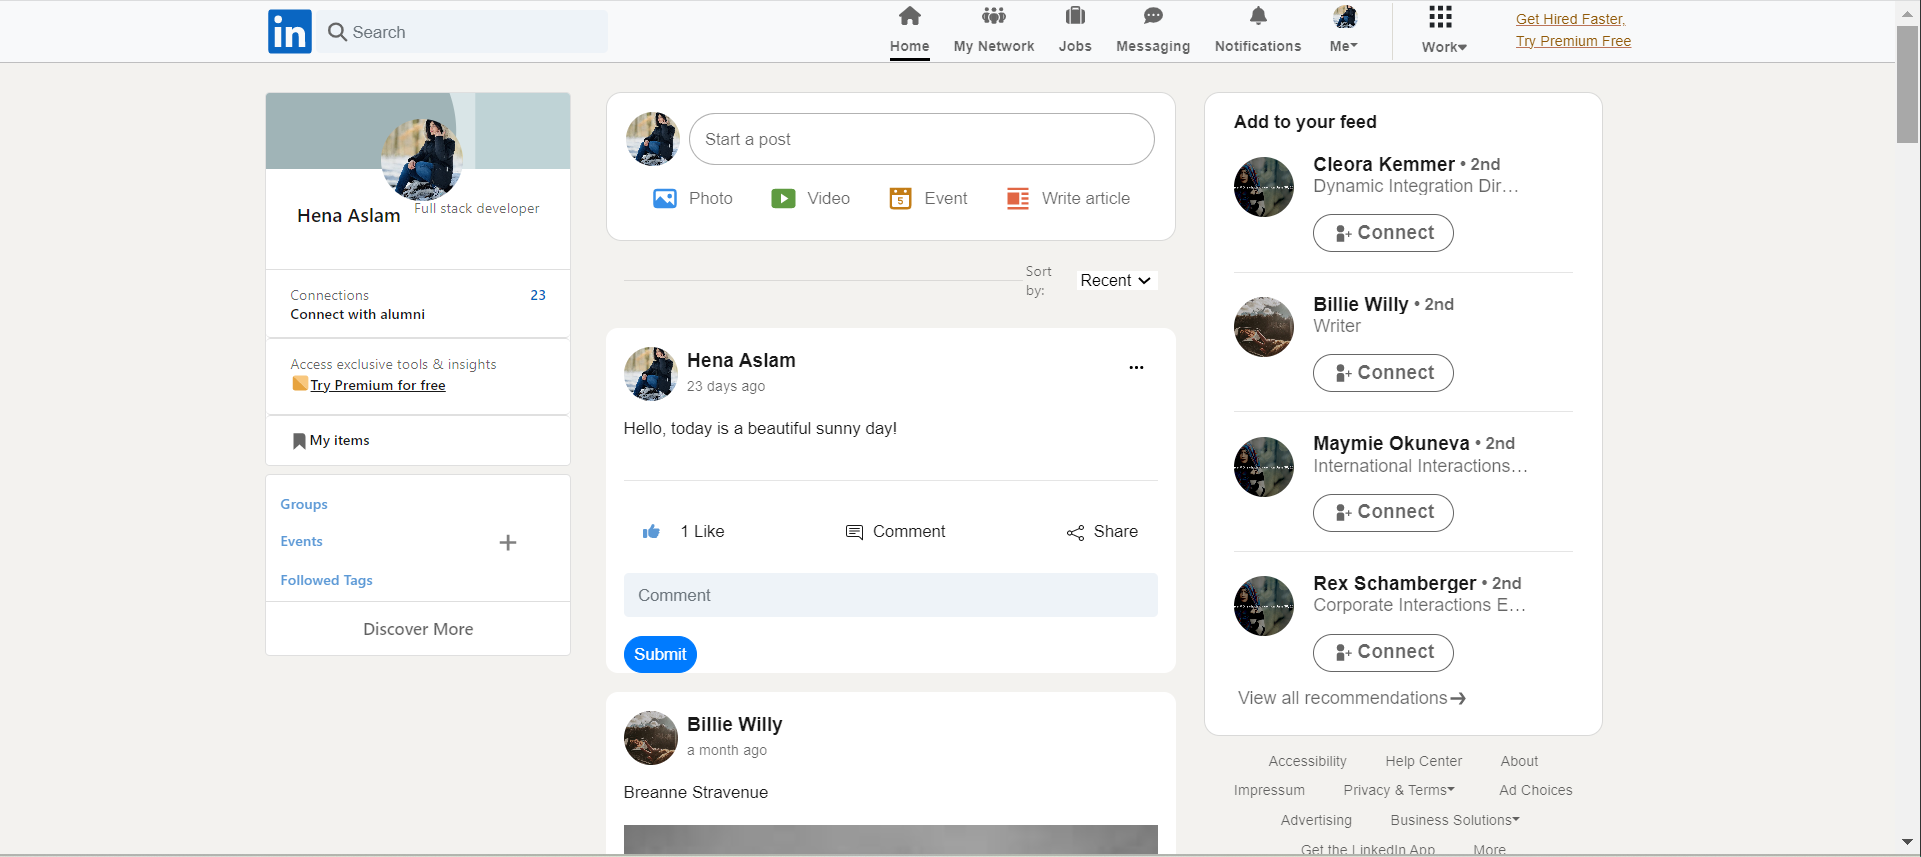 in
Search
Home
My Network
Jobs
Messaging
Notifications
Me
Work
Get Hired Faster,
Try Premium Free
Hena Aslam
Full stack developer
Connections 23
Connect with alumni
Access exclusive tools & insights
Try Premium for free
My items
Groups
Events
Followed Tags
Discover More
Start a post
Photo
Video
5
Event
Write article
Sort
by:
Recent
Hena Aslam
23 days ago
Hello, today is a beautiful sunny day!
1 Like
Comment
Share
Comment
Submit
Billie Willy
a month ago
Breanne Stravenue
Add to your feed
Cleora Kemmer • 2nd
Dynamic Integration Dir…
Connect
Billie Willy • 2nd
Writer
Connect
Maymie Okuneva • 2nd
International Interactions…
Connect
Rex Schamberger • 2nd
Corporate Interactions E…
Connect
View all recommendations
Accessibility Help Center About
Impressum Privacy & Terms Ad Choices
Advertising Business Solutions
Get the LinkedIn App More